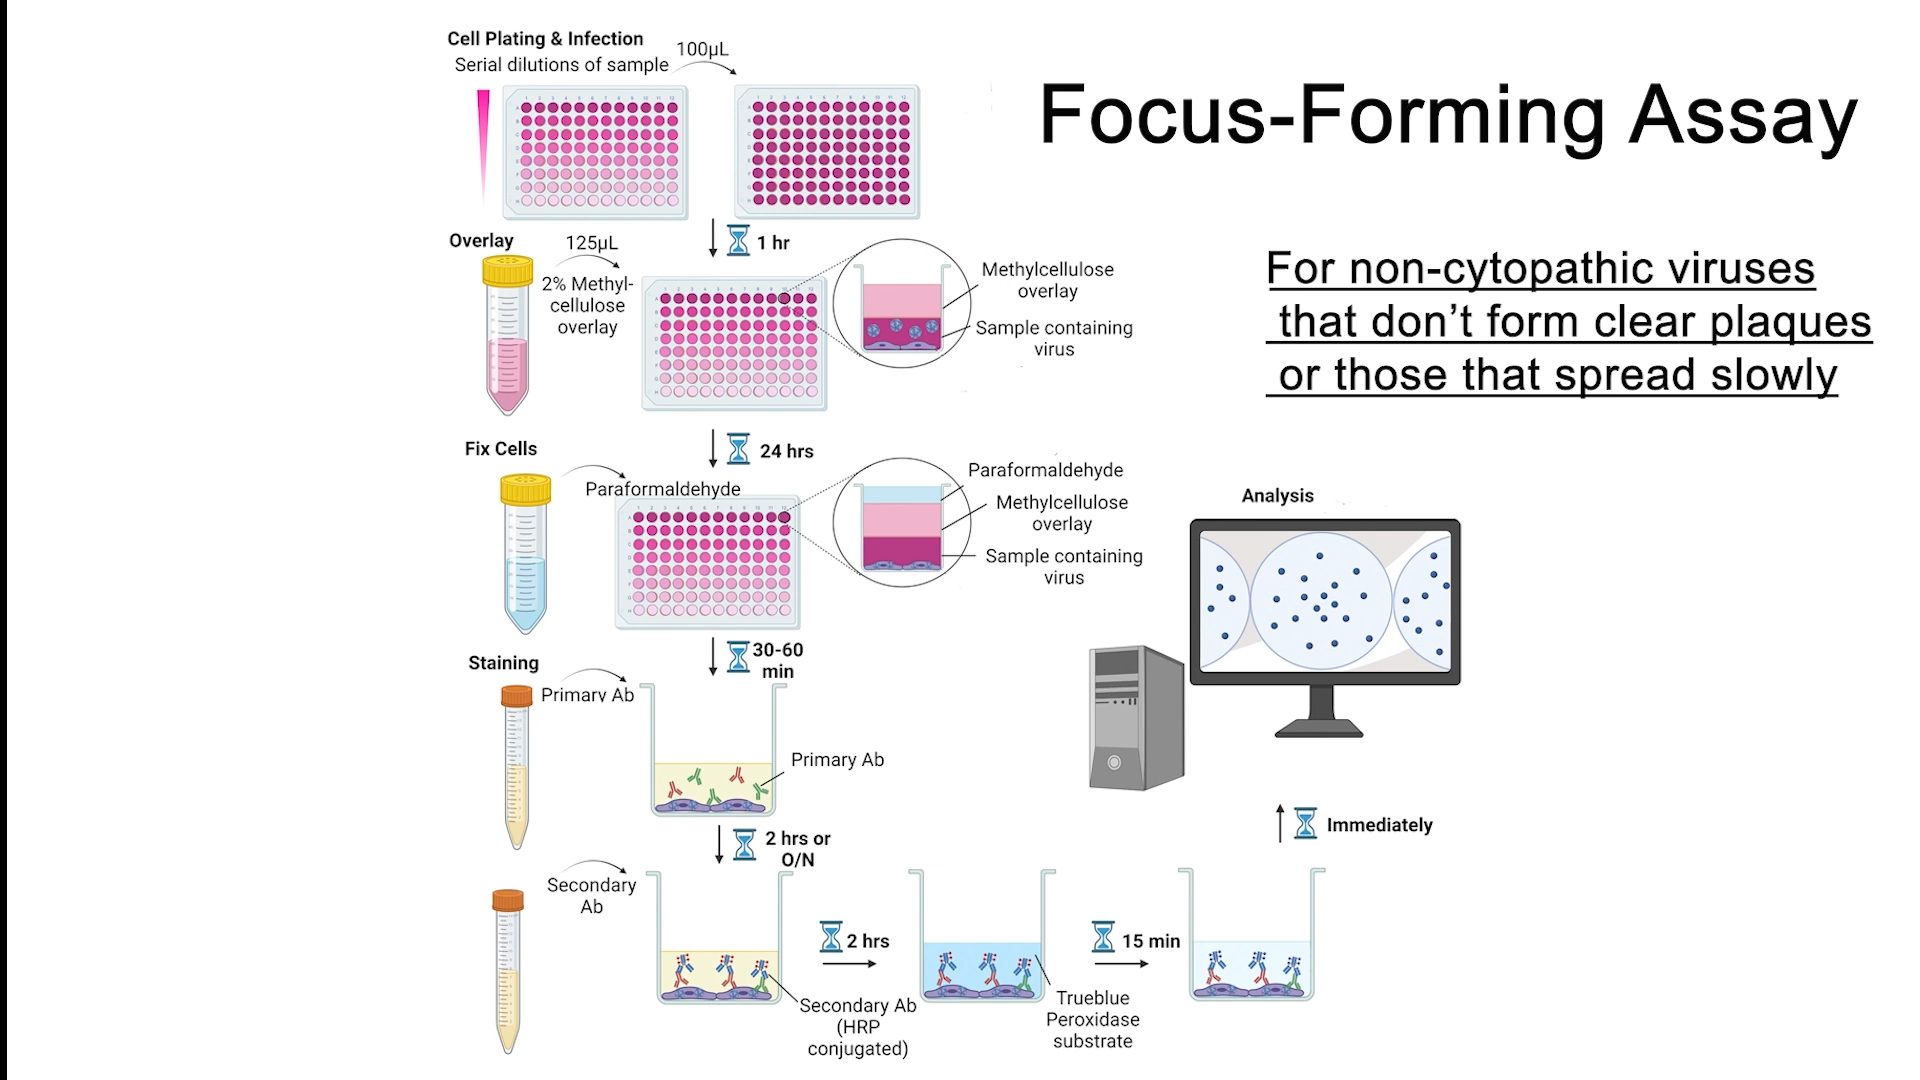 Cell Plating & Infection
Serial dilutions of sample
100µL
Focus-Forming Assay
For non-cytopathic viruses
that don’t form clear plaques
or those that spread slowly
1 hr
Overlay
125µL
2% Methyl-
cellulose
overlay
Methylcellulose
overlay
Sample containing
virus
24 hrs
Fix Cells
Paraformaldehyde
Paraformaldehyde
Methylcellulose
overlay
Sample containing
virus
30-60
min
Staining
Primary Ab
Primary Ab
2 hrs or
O/N
Secondary
Ab
2 hrs
Secondary Ab
(HRP
conjugated)
15 min
Trueblue
Peroxidase
substrate
Immediately
Analysis